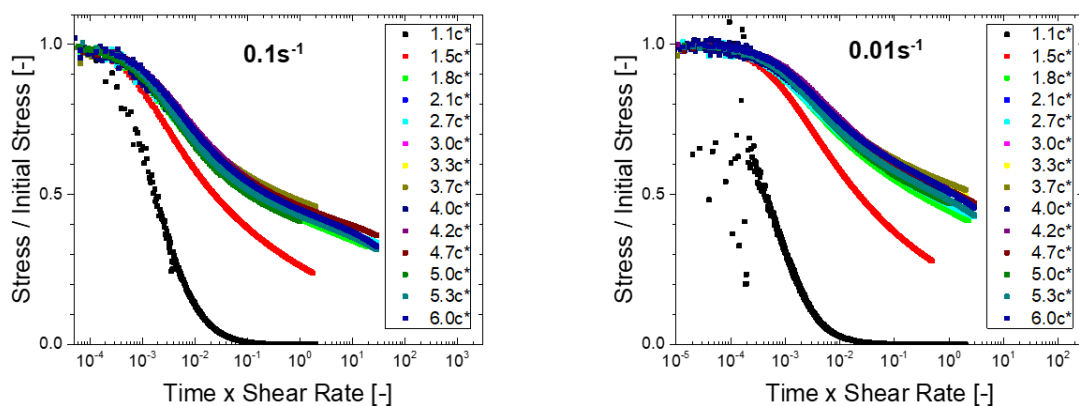 Stress / Initial Stress [-]
1.0
0.5
0.0
0.1s⁻¹
1.1c*
1.5c*
1.8c*
2.1c*
2.7c*
3.0c*
3.3c*
3.7c*
4.0c*
4.2c*
4.7c*
5.0c*
5.3c*
6.0c*
10⁻⁴ 10⁻³ 10⁻² 10⁻¹ 10⁰ 10¹ 10² 10³
Time x Shear Rate [-]
Stress / Initial Stress [-]
1.0
0.5
0.0
0.01s⁻¹
1.1c*
1.5c*
1.8c*
2.1c*
2.7c*
3.0c*
3.3c*
3.7c*
4.0c*
4.2c*
4.7c*
5.0c*
5.3c*
6.0c*
10⁻⁵ 10⁻⁴ 10⁻³ 10⁻² 10⁻¹ 10⁰ 10¹ 10²
Time x Shear Rate [-]